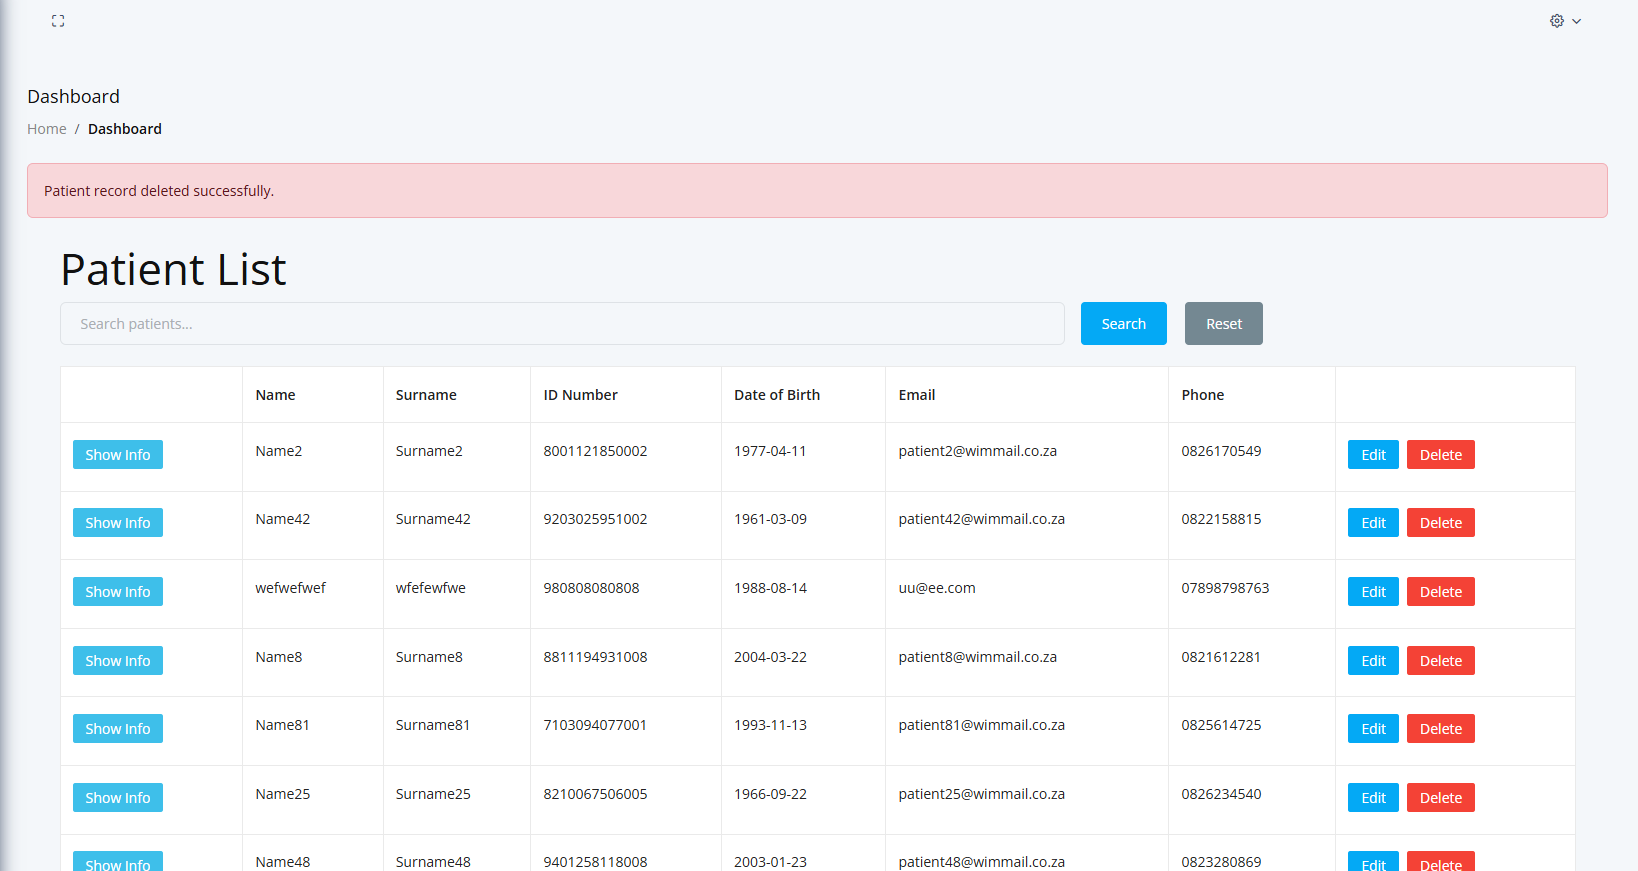 Dashboard
Home / Dashboard
Patient record deleted successfully.
Patient List
Search patients... Search Reset
Name Surname ID Number Date of Birth Email Phone
Show Info Name2 Surname2 8001121850002 1977-04-11 patient2@wimmail.co.za 0826170549 Edit Delete
Show Info Name42 Surname42 9203025951002 1961-03-09 patient42@wimmail.co.za 0822158815 Edit Delete
Show Info wefwefwef wfefewfwe 980808080808 1988-08-14 uu@ee.com 07898798763 Edit Delete
Show Info Name8 Surname8 8811194931008 2004-03-22 patient8@wimmail.co.za 0821612281 Edit Delete
Show Info Name81 Surname81 7103094077001 1993-11-13 patient81@wimmail.co.za 0825614725 Edit Delete
Show Info Name25 Surname25 8210067506005 1966-09-22 patient25@wimmail.co.za 0826234540 Edit Delete
Show Info Name48 Surname48 9401258118008 2003-01-23 patient48@wimmail.co.za 0823280869 Edit Delete